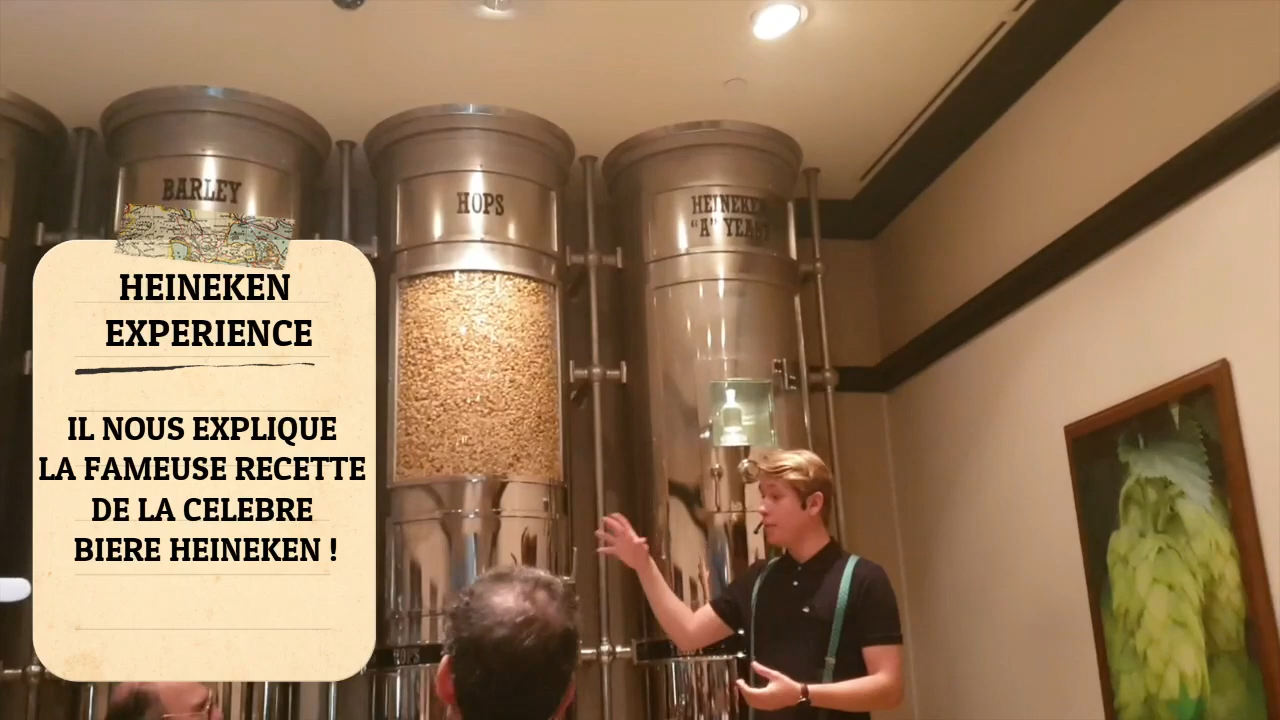 BARLEY
HOPS
HEINEKEN
"A" YEAST
HEINEKEN
EXPERIENCE
IL NOUS EXPLIQUE
LA FAMEUSE RECETTE
DE LA CELEBRE
BIERE HEINEKEN !